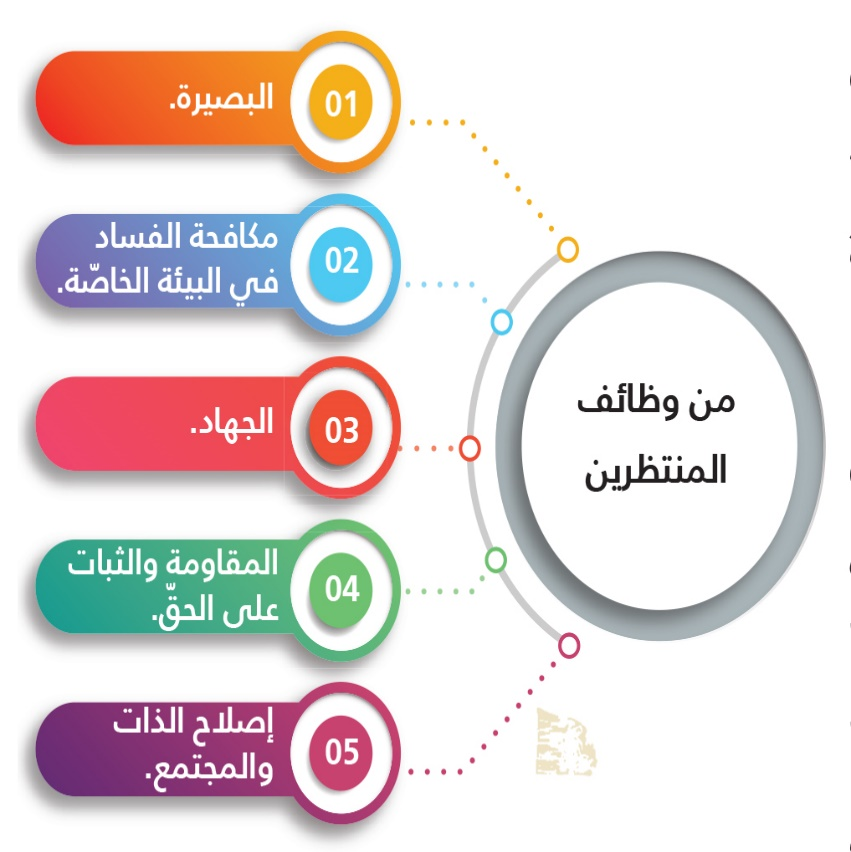 من وظائف
المنتظرين
01
البصيرة.
02
مكافحة الفساد
في البيئة الخاصّة.
03
الجهاد.
04
المقاومة والثبات
على الحقّ.
05
إصلاح الذات
والمجتمع.